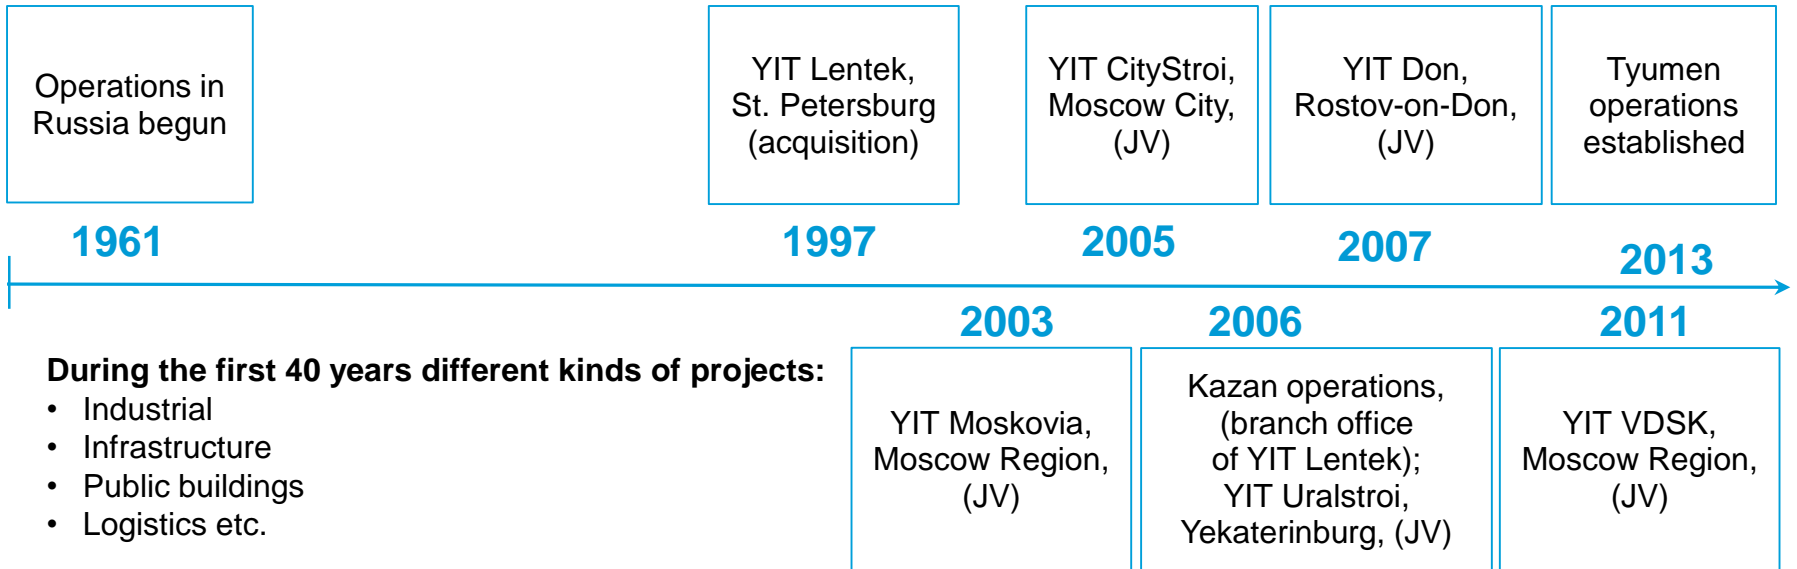 Operations in
Russia begun
YIT Lentek,
St. Petersburg
(acquisition)
YIT CityStroi,
Moscow City,
(JV)
YIT Don,
Rostov-on-Don,
(JV)
Tyumen
operations
established
1961
1997
2005
2007
2013
2003
2006
2011
During the first 40 years different kinds of projects:
• Industrial
• Infrastructure
• Public buildings
• Logistics etc.
YIT Moskovia,
Moscow Region,
(JV)
Kazan operations,
(branch office
of YIT Lentek);
YIT Uralstroi,
Yekaterinburg, (JV)
YIT VDSK,
Moscow Region,
(JV)